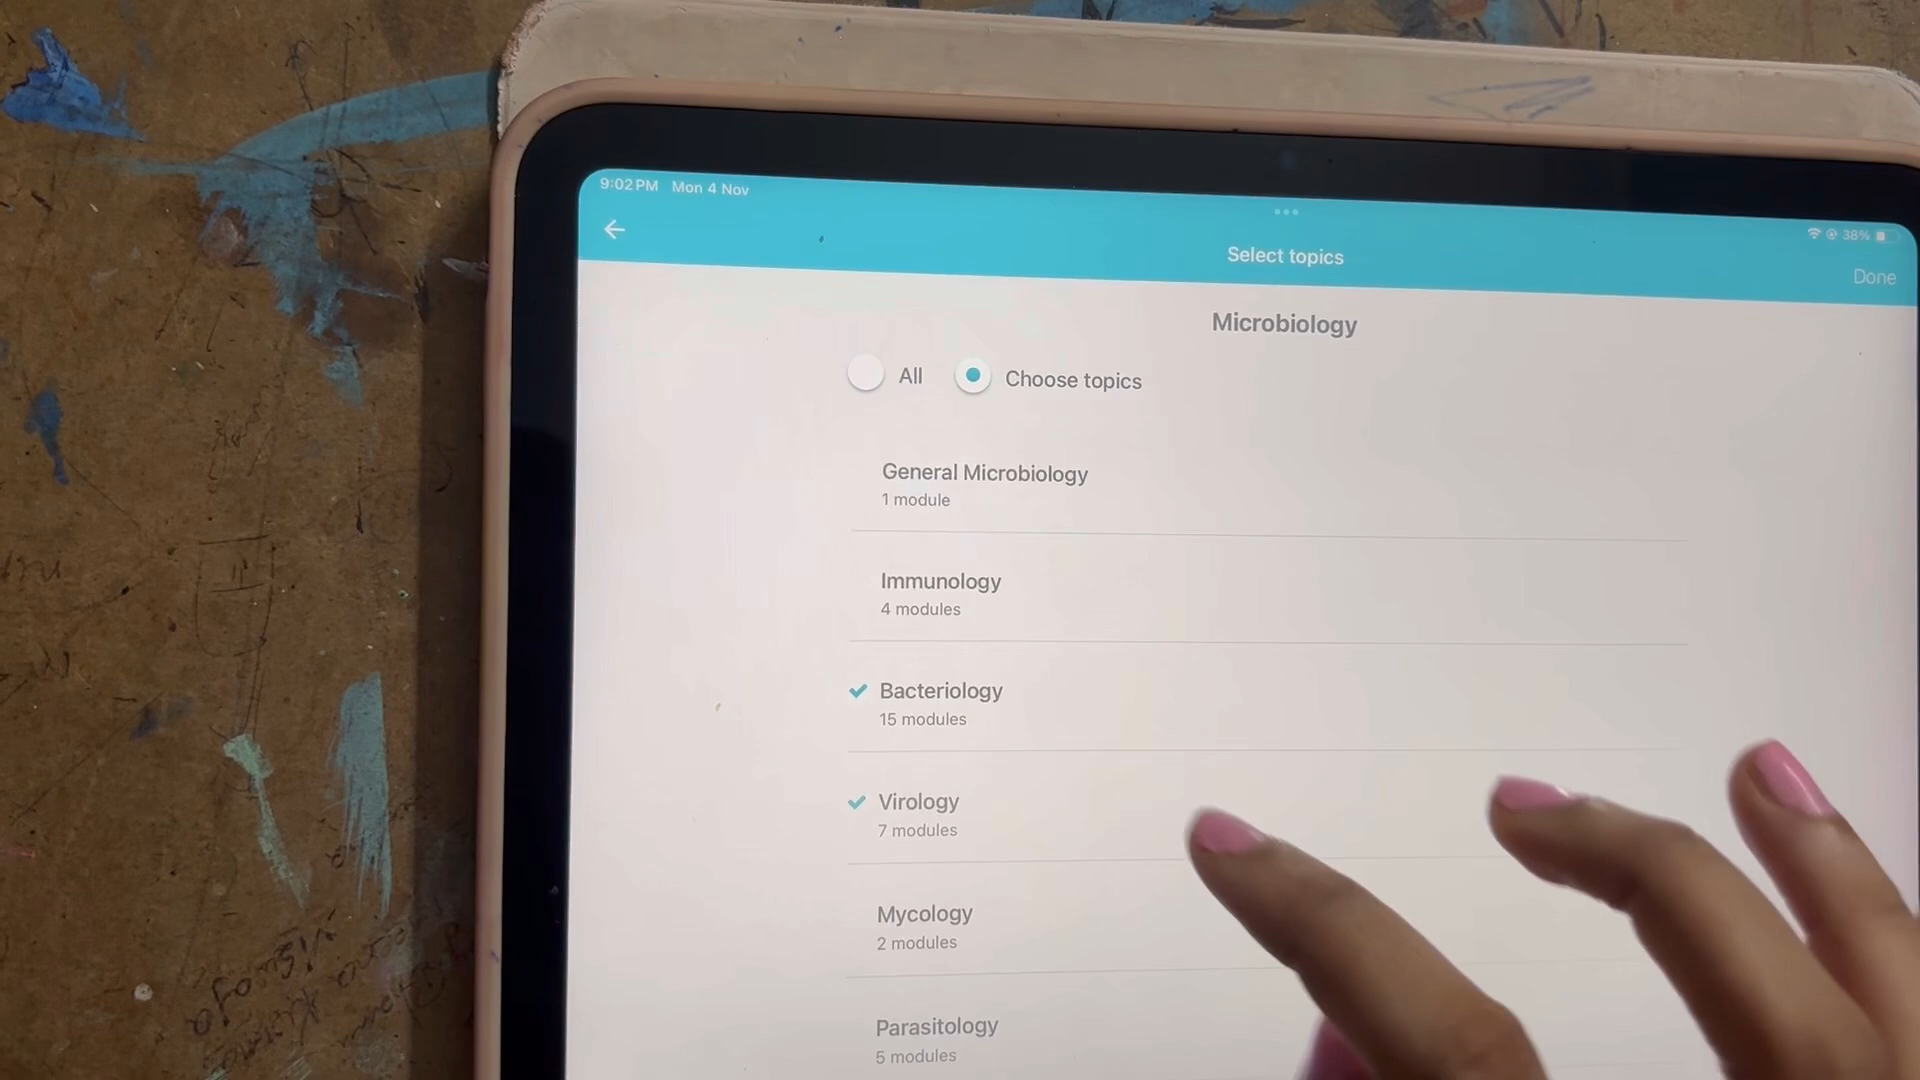 9:02 PM Mon 4 Nov
38%
Select topics
Done
Microbiology
All
Choose topics
General Microbiology
1 module
Immunology
4 modules
Bacteriology
15 modules
Virology
7 modules
Mycology
2 modules
Parasitology
5 modules